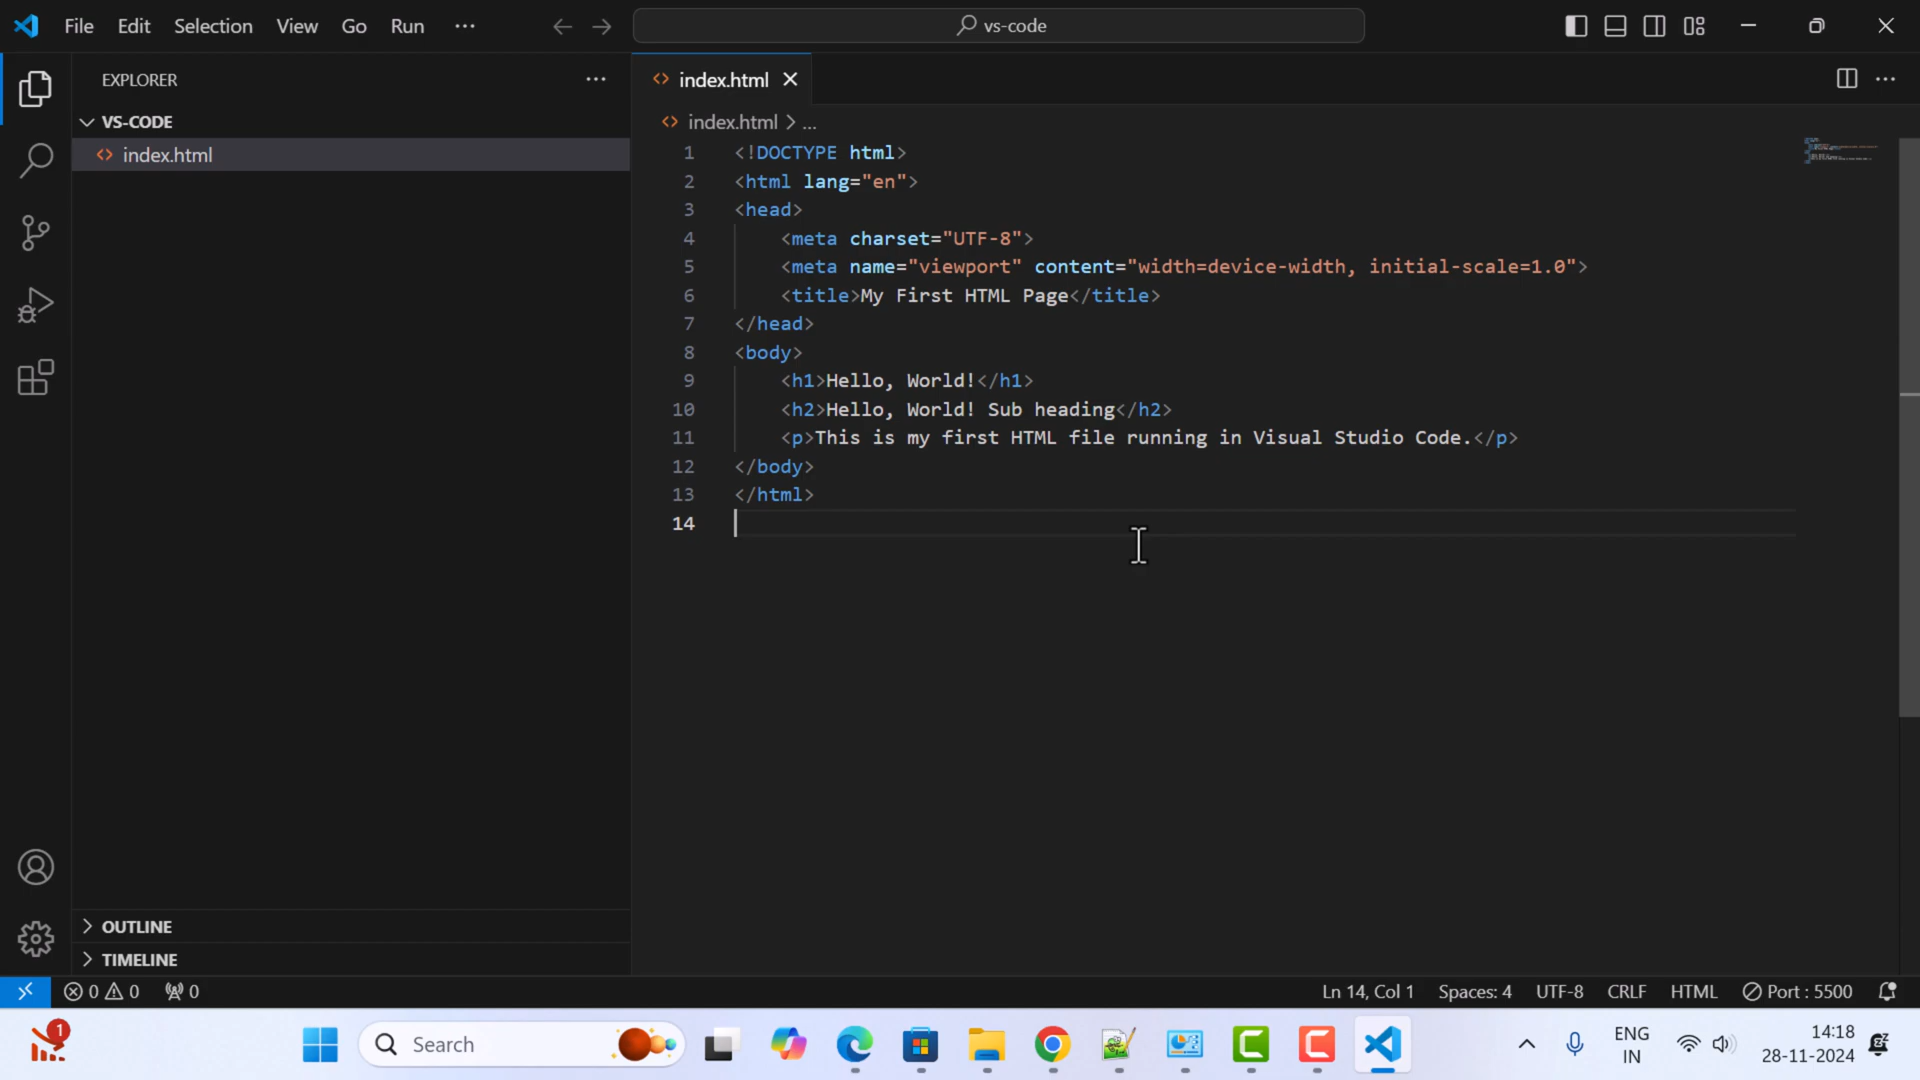 File Edit Selection View Go Run ··· vs-code
EXPLORER ···
VS-CODE
index.html
OUTLINE
TIMELINE
index.html
index.html > ...
1 <!DOCTYPE html>
2 <html lang="en">
3 <head>
4 <meta charset="UTF-8">
5 <meta name="viewport" content="width=device-width, initial-scale=1.0">
6 <title>My First HTML Page</title>
7 </head>
8 <body>
9 <h1>Hello, World!</h1>
10 <h2>Hello, World! Sub heading</h2>
11 <p>This is my first HTML file running in Visual Studio Code.</p>
12 </body>
13 </html>
14
0 0 0 Ln 14, Col 1 Spaces: 4 UTF-8 CRLF HTML Port : 5500
1 Search ENG 14:18
IN 28-11-2024